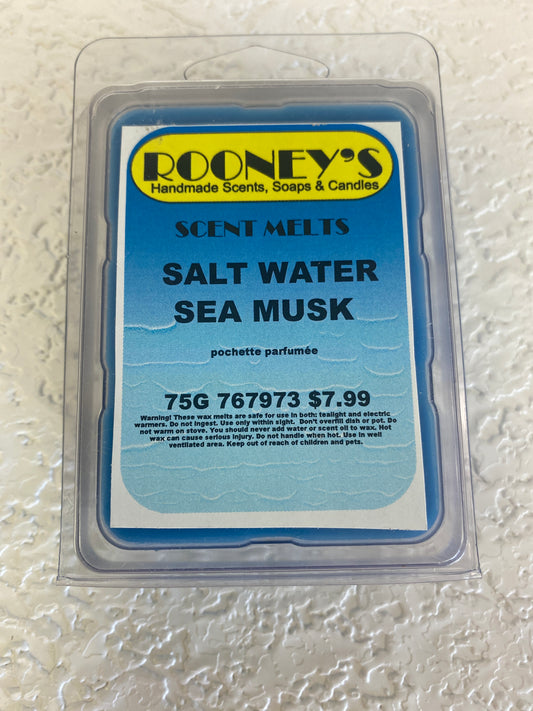 ROONEY'S
Handmade Scents, Soaps & Candles
SCENT MELTS
SALT WATER
SEA MUSK
pochette parfumée
75G 767973 $7.99
Warning! These wax melts are safe for use in both: tealight and electric
warmers. Do not ingest. Use only within sight. Don't overfill dish or pot. Do
not warm on stove. You should never add water or scent oil to wax. Hot
wax can cause serious injury. Do not handle when hot. Use in well
ventilated area. Keep out of reach of children and pets.